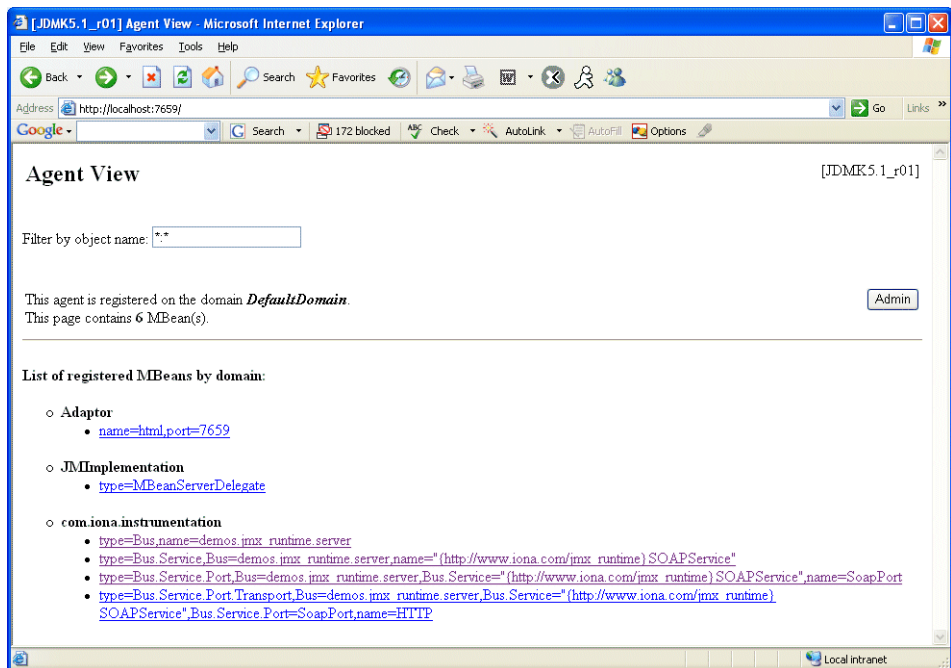 [JDMK5.1_r01] Agent View - Microsoft Internet Explorer
File Edit View Favorites Tools Help
Back Search Favorites
Address http://localhost:7659/ Go Links »
Google Search 172 blocked ABC Check AutoLink AutoFill Options
Agent View [JDMK5.1_r01]
Filter by object name: *:*
This agent is registered on the domain DefaultDomain. Admin
This page contains 6 MBean(s).
List of registered MBeans by domain:
Adaptor
name=html,port=7659
JMImplementation
type=MBeanServerDelegate
com.iona.instrumentation
type=Bus,name=demos.jmx_runtime.server
type=Bus.Service,Bus=demos.jmx_runtime.server,name="{http://www.iona.com/jmx_runtime}SOAPService"
type=Bus.Service.Port,Bus=demos.jmx_runtime.server,Bus.Service="{http://www.iona.com/jmx_runtime}SOAPService",name=SoapPort
type=Bus.Service.Port.Transport,Bus=demos.jmx_runtime.server,Bus.Service="{http://www.iona.com/jmx_runtime}
SOAPService",Bus.Service.Port=SoapPort,name=HTTP
Local intranet